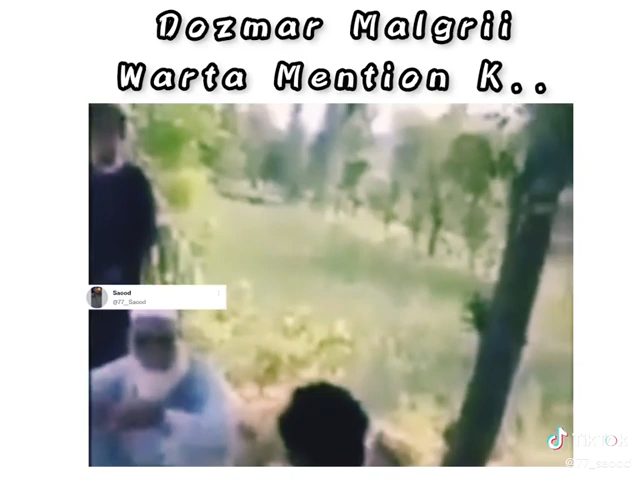 Dozmar Malgrii
Warta Mention K..
Saood
@77_Saood
TikTok
@77_saood